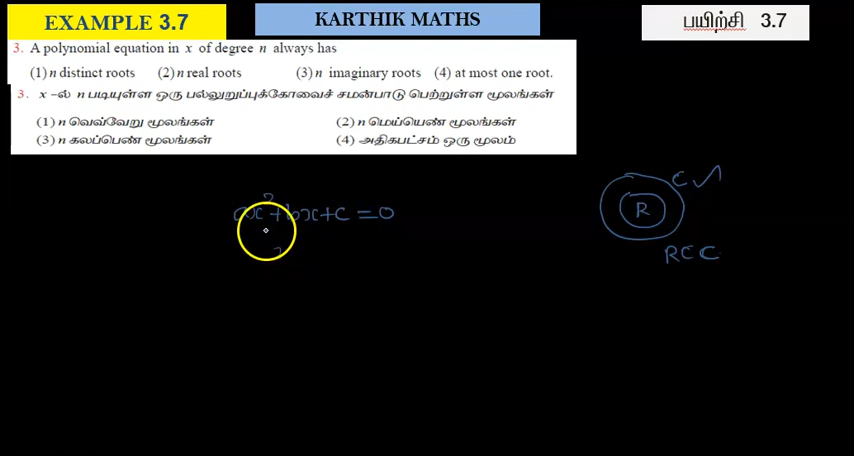 EXAMPLE 3.7
KARTHIK MATHS
பயிற்சி 3.7
3. A polynomial equation in x of degree n always has
(1) n distinct roots (2) n real roots (3) n imaginary roots (4) at most one root.
3. x -ல் n படியுள்ள ஒரு பல்லுறுப்புக்கோவைச் சமன்பாடு பெற்றுள்ள மூலங்கள்
(1) n வெவ்வேறு மூலங்கள் (2) n மெய்யெண் மூலங்கள்
(3) n கலப்பெண் மூலங்கள் (4) அதிகபட்சம் ஒரு மூலம்
C ✓
ax² + bx + c = 0
R
R ⊂ C